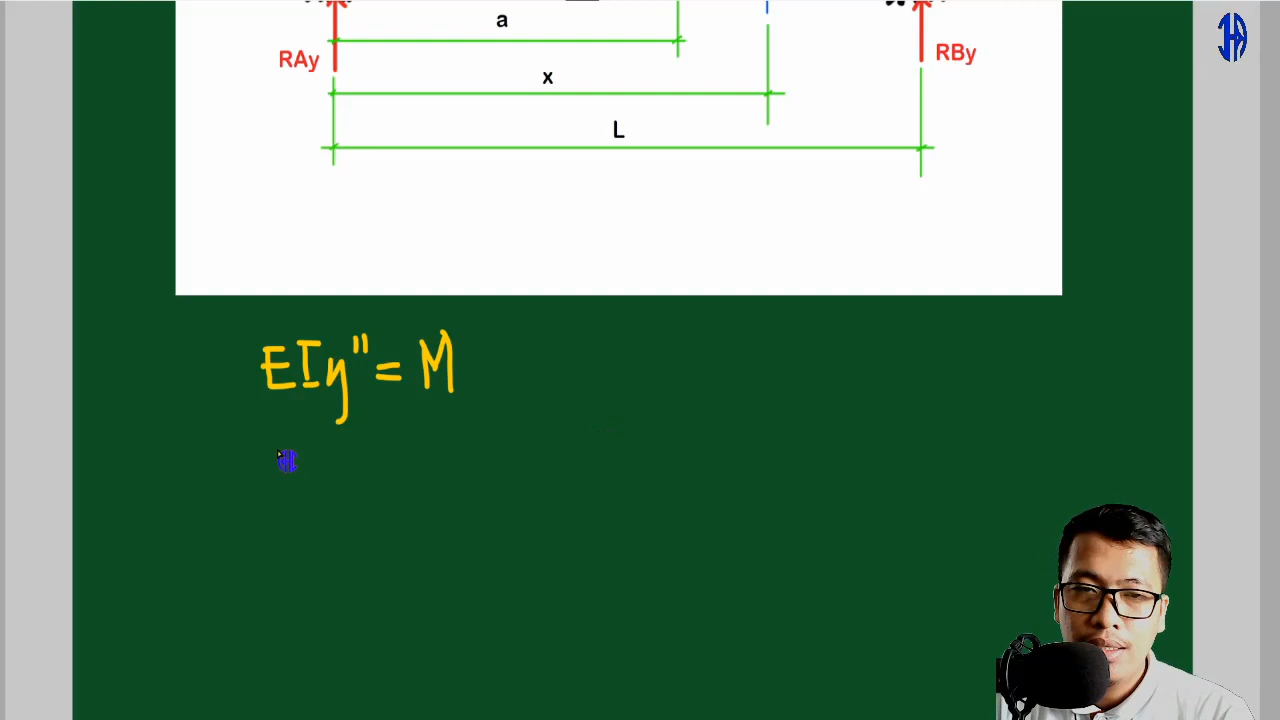 a
RAy
RBy
x
L
EIy" = M